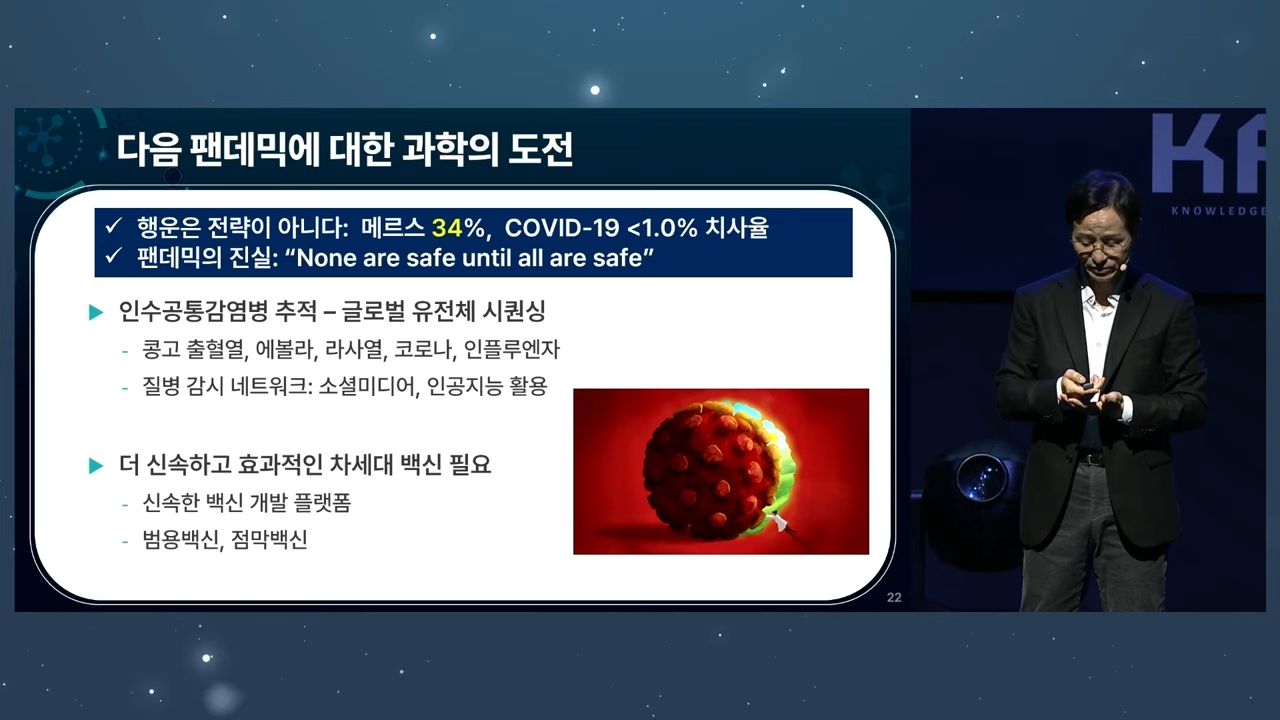 다음 팬데믹에 대한 과학의 도전
✓ 행운은 전략이 아니다: 메르스 34%, COVID-19 <1.0% 치사율
✓ 팬데믹의 진실: “None are safe until all are safe”
▶ 인수공통감염병 추적 – 글로벌 유전체 시퀀싱
- 콩고 출혈열, 에볼라, 라사열, 코로나, 인플루엔자
- 질병 감시 네트워크: 소셜미디어, 인공지능 활용
▶ 더 신속하고 효과적인 차세대 백신 필요
- 신속한 백신 개발 플랫폼
- 범용백신, 점막백신
22
KA
KNOWLEDGE